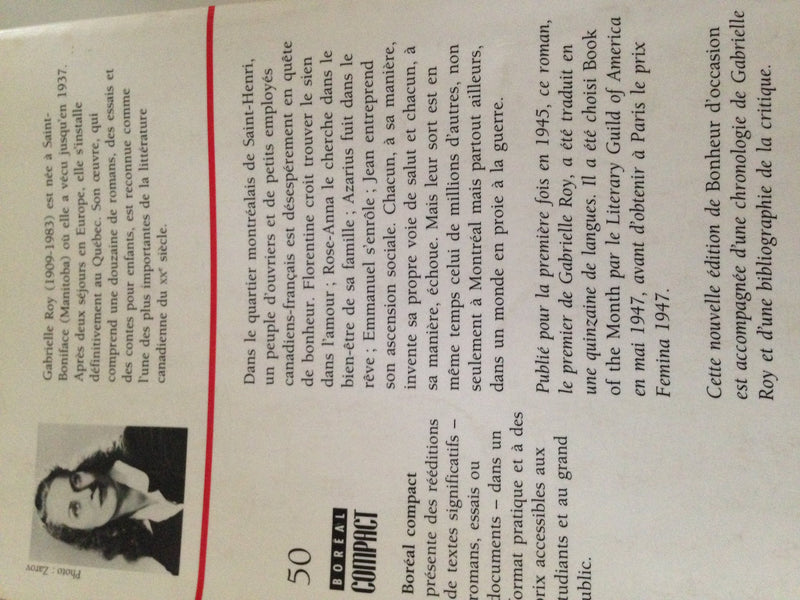 Photo : Zarov
Gabrielle Roy (1909-1983) est née à Saint-
Boniface (Manitoba) où elle a vécu jusqu'en 1937.
Après deux séjours en Europe, elle s'installe
définitivement au Québec. Son œuvre, qui
comprend une douzaine de romans, des essais et
des contes pour enfants, est reconnue comme
l'une des plus importantes de la littérature
canadienne du XXe siècle.
50
BORÉAL
COMPACT
Boréal compact
présente des rééditions
de textes significatifs –
romans, essais ou
documents – dans un
format pratique et à des
prix accessibles aux
tudiants et au grand
ublic.
Dans le quartier montréalais de Saint-Henri,
un peuple d'ouvriers et de petits employés
canadiens-français est désespérément en quête
de bonheur. Florentine croit trouver le sien
dans l'amour ; Rose-Anna le cherche dans le
bien-être de sa famille ; Azarius fuit dans le
rêve ; Emmanuel s'enrôle ; Jean entreprend
son ascension sociale. Chacun, à sa manière,
invente sa propre voie de salut et chacun, à
sa manière, échoue. Mais leur sort est en
même temps celui de millions d'autres, non
seulement à Montréal mais partout ailleurs,
dans un monde en proie à la guerre.
Publié pour la première fois en 1945, ce roman,
le premier de Gabrielle Roy, a été traduit en
une quinzaine de langues. Il a été choisi Book
of the Month par le Literary Guild of America
en mai 1947, avant d'obtenir à Paris le prix
Femina 1947.
Cette nouvelle édition de Bonheur d'occasion
est accompagnée d'une chronologie de Gabrielle
Roy et d'une bibliographie de la critique.